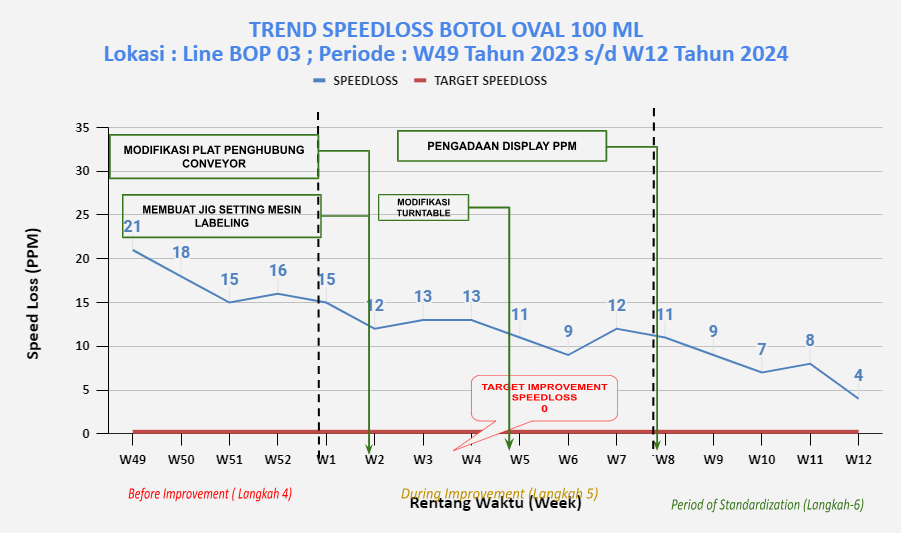 TREND SPEEDLOSS BOTOL OVAL 100 ML
Lokasi : Line BOP 03 ; Periode : W49 Tahun 2023 s/d W12 Tahun 2024
SPEEDLOSS TARGET SPEEDLOSS
Speed Loss (PPM)
35
30
25
20
15
10
5
0
MODIFIKASI PLAT PENGHUBUNG
CONVEYOR
PENGADAAN DISPLAY PPM
MEMBUAT JIG SETTING MESIN
LABELING
MODIFIKASI
TURNTABLE
21 18 15 16 15 12 13 13 11 9 12 11 9 7 8 4
TARGET IMPROVEMENT
SPEEDLOSS
0
W49 W50 W51 W52 W1 W2 W3 W4 W5 W6 W7 W8 W9 W10 W11 W12
Before Improvement ( Langkah 4)
During Improvement (Langkah 5)
Rentang Waktu (Week)
Period of Standardization (Langkah-6)